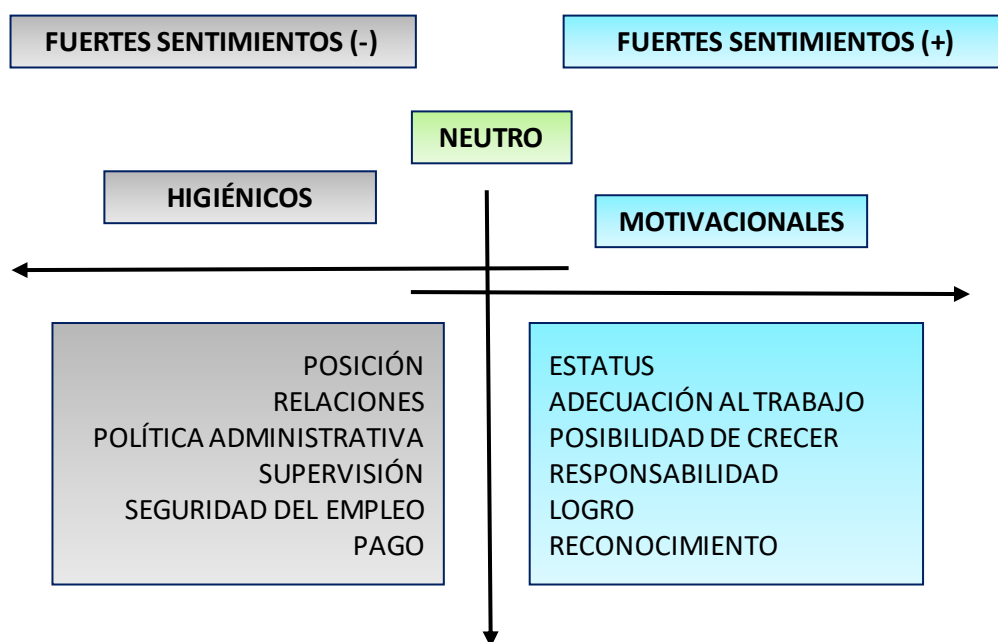 FUERTES SENTIMIENTOS (-)
FUERTES SENTIMIENTOS (+)
NEUTRO
HIGIÉNICOS
MOTIVACIONALES
POSICIÓN
RELACIONES
POLÍTICA ADMINISTRATIVA
SUPERVISIÓN
SEGURIDAD DEL EMPLEO
PAGO
ESTATUS
ADECUACIÓN AL TRABAJO
POSIBILIDAD DE CRECER
RESPONSABILIDAD
LOGRO
RECONOCIMIENTO